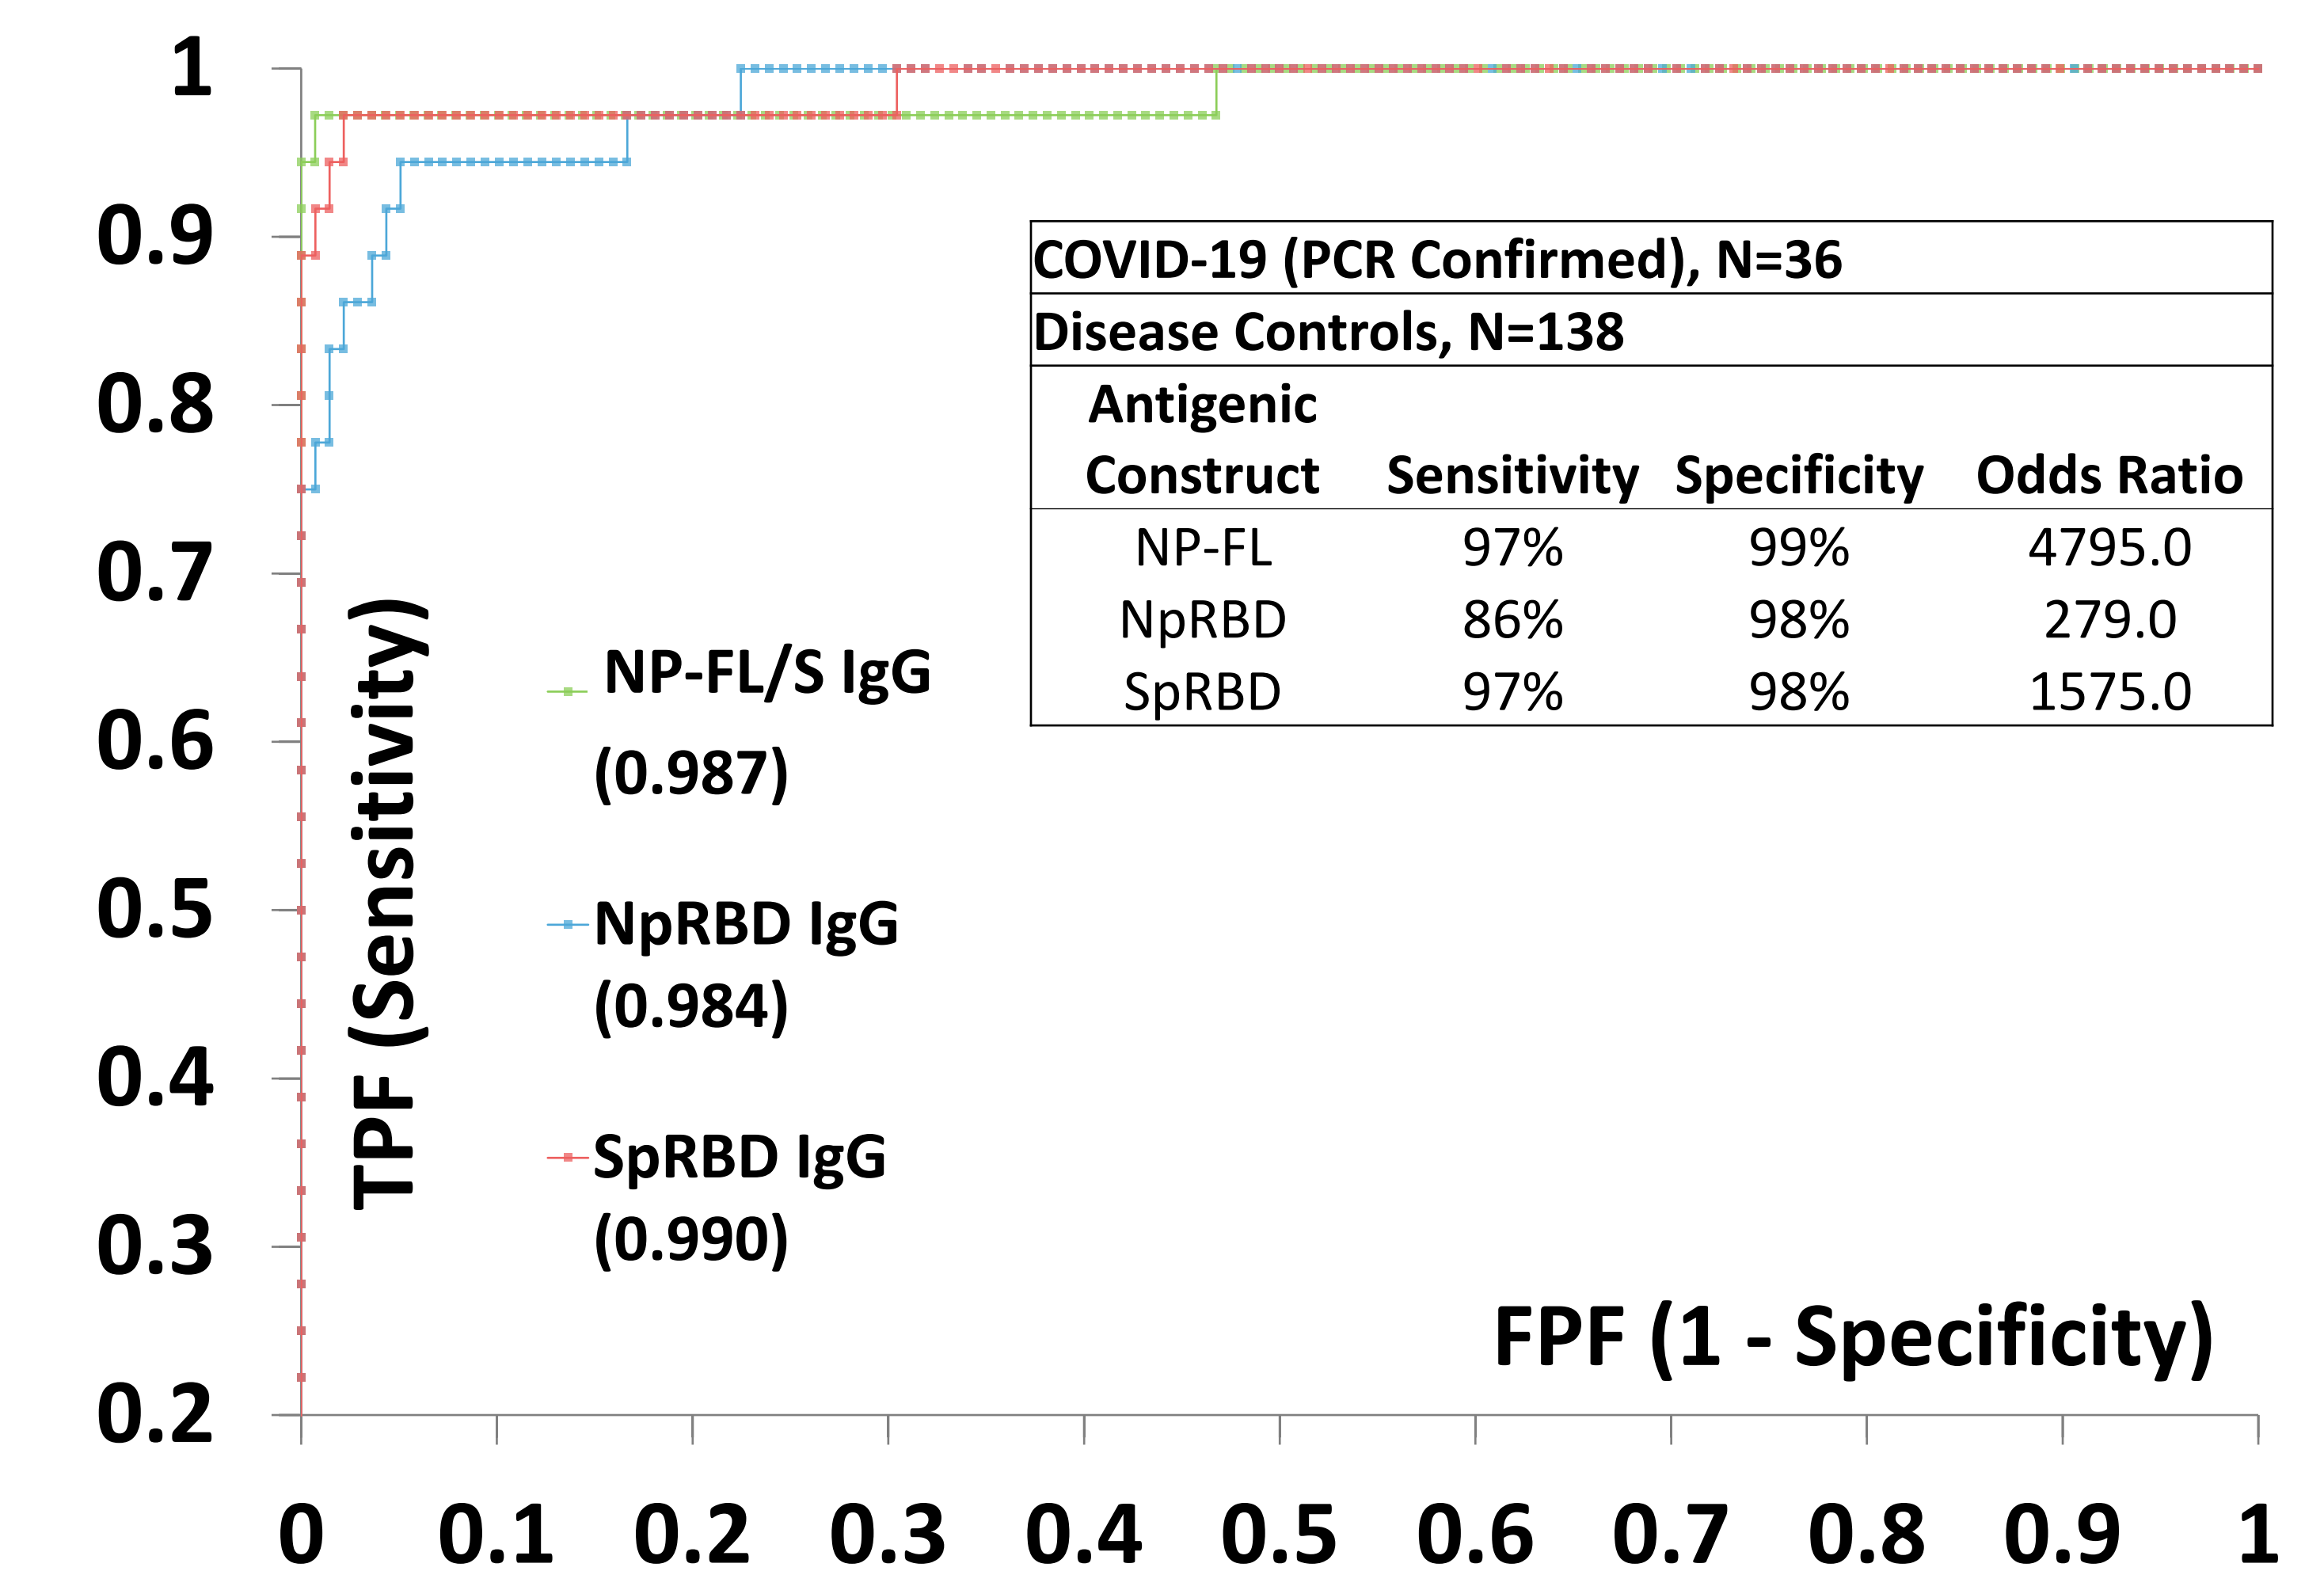 1
0.9
0.8
0.7
0.6
0.5
0.4
0.3
0.2
TPF (Sensitivity)
COVID-19 (PCR Confirmed), N=36
Disease Controls, N=138
Antigenic
Construct Sensitivity Specificity Odds Ratio
NP-FL 97% 99% 4795.0
NpRBD 86% 98% 279.0
SpRBD 97% 98% 1575.0
NP-FL/S IgG
(0.987)
NpRBD IgG
(0.984)
SpRBD IgG
(0.990)
FPF (1 - Specificity)
0 0.1 0.2 0.3 0.4 0.5 0.6 0.7 0.8 0.9 1